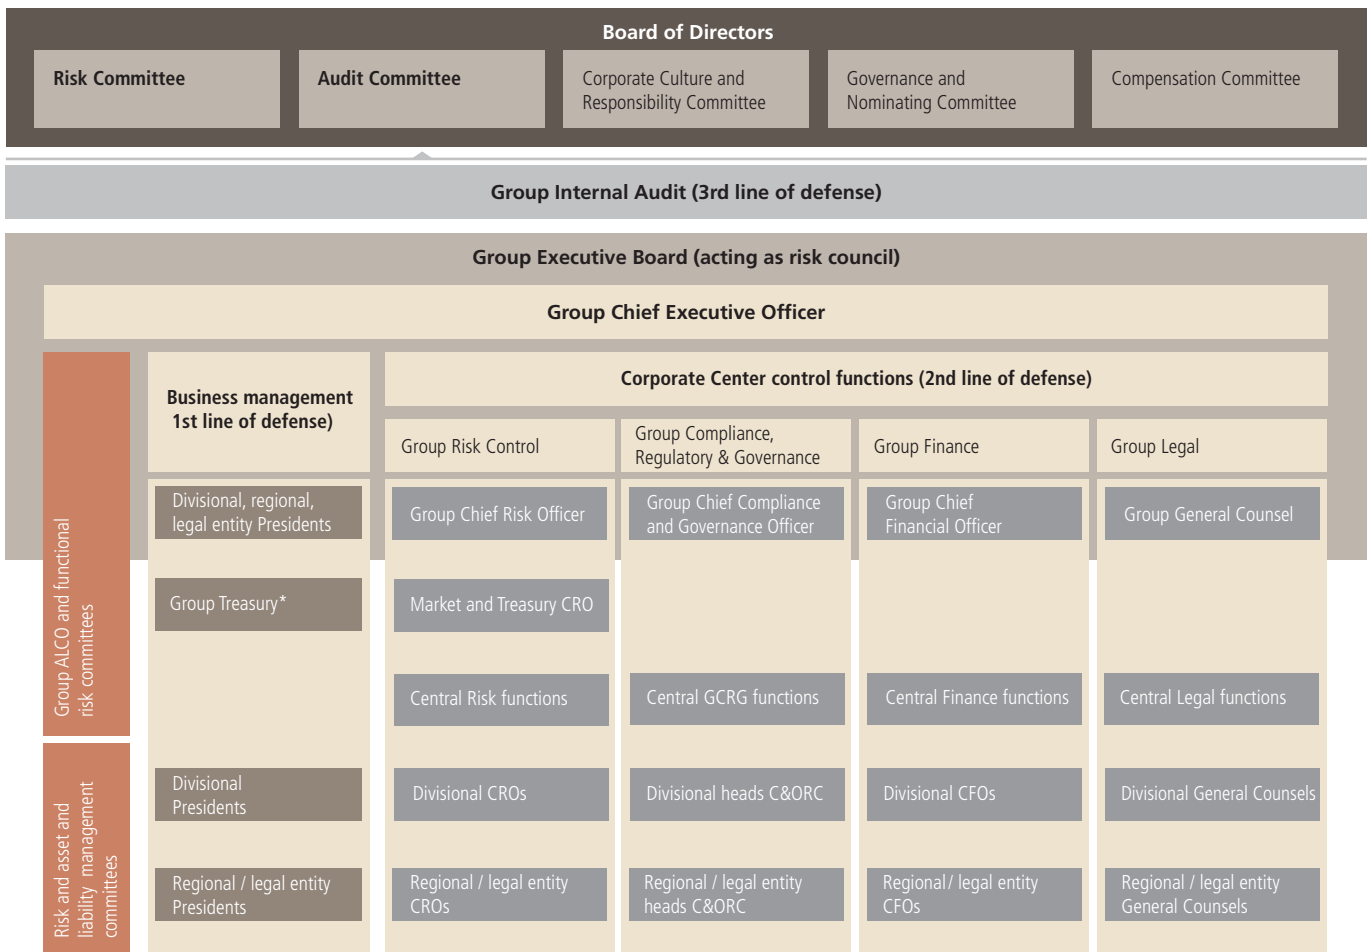 Board of Directors
Risk Committee
Audit Committee
Corporate Culture and
Responsibility Committee
Governance and
Nominating Committee
Compensation Committee
Group Internal Audit (3rd line of defense)
Group Executive Board (acting as risk council)
Group Chief Executive Officer
Group ALCO and functional
risk committees
Business management
1st line of defense)
Corporate Center control functions (2nd line of defense)
Group Risk Control
Group Compliance,
Regulatory & Governance
Group Finance
Group Legal
Divisional, regional,
legal entity Presidents
Group Chief Risk Officer
Group Chief Compliance
and Governance Officer
Group Chief
Financial Officer
Group General Counsel
Group Treasury*
Market and Treasury CRO
Central Risk functions
Central GCRG functions
Central Finance functions
Central Legal functions
Risk and asset and
liability management
committees
Divisional
Presidents
Divisional CROs
Divisional heads C&ORC
Divisional CFOs
Divisional General Counsels
Regional / legal entity
Presidents
Regional / legal entity
CROs
Regional / legal entity
heads C&ORC
Regional / legal entity
CFOs
Regional / legal entity
General Counsels